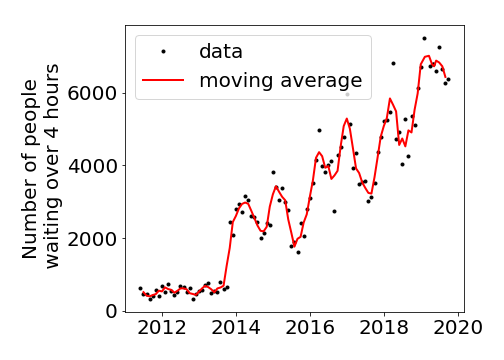 data
moving average
Number of people
waiting over 4 hours
6000
4000
2000
0
2012 2014 2016 2018 2020